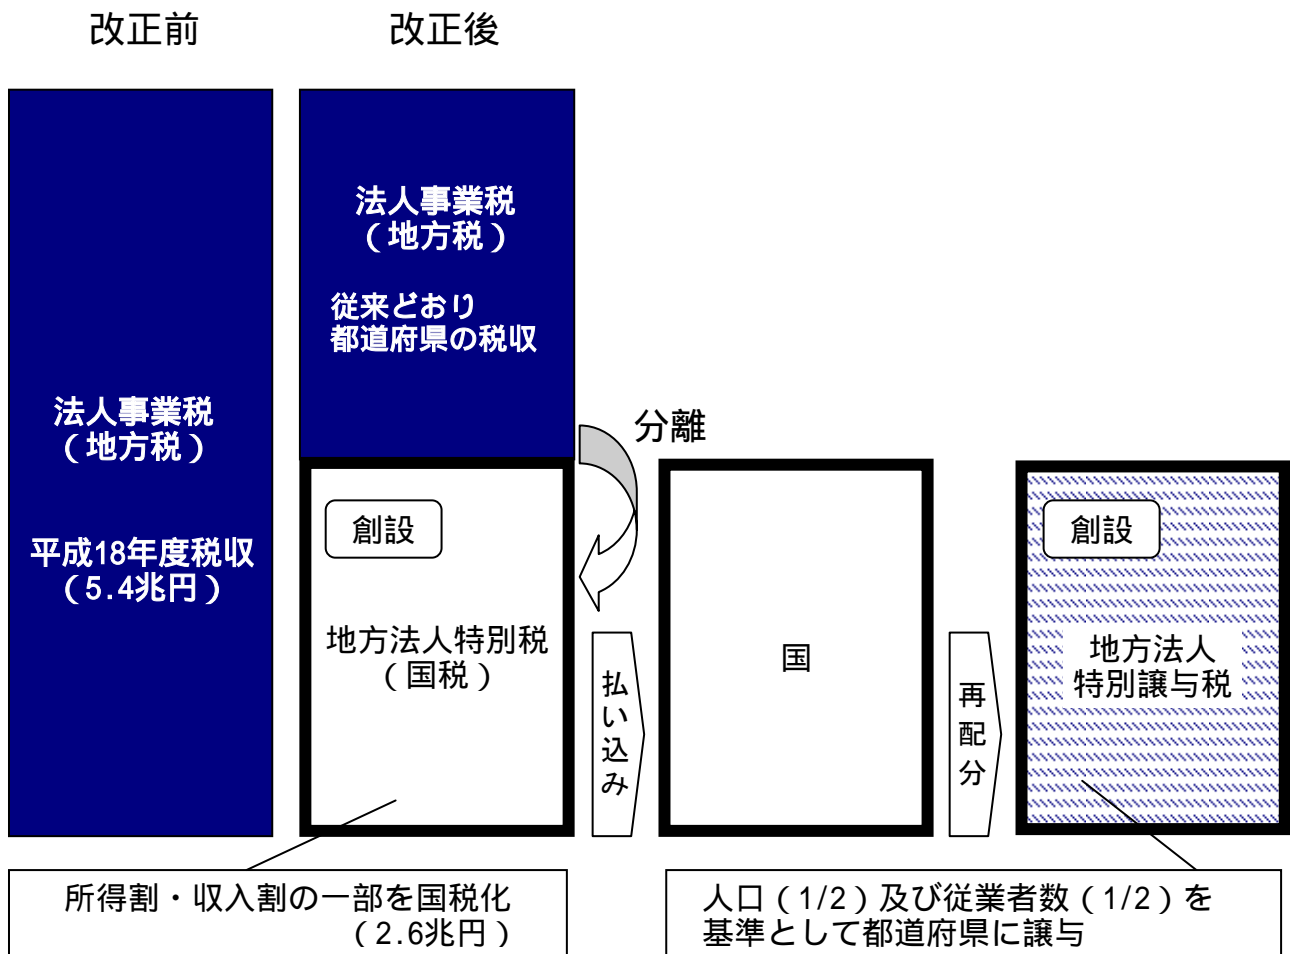 改正前
改正後
法人事業税
（地方税）
平成18年度税収
（5.4兆円）
法人事業税
（地方税）
従来どおり
都道府県の税収
分離
創設
地方法人特別税
（国税）
払い込み
国
再配分
創設
地方法人
特別譲与税
所得割・収入割の一部を国税化
（2.6兆円）
人口（1/2）及び従業者数（1/2）を
基準として都道府県に譲与